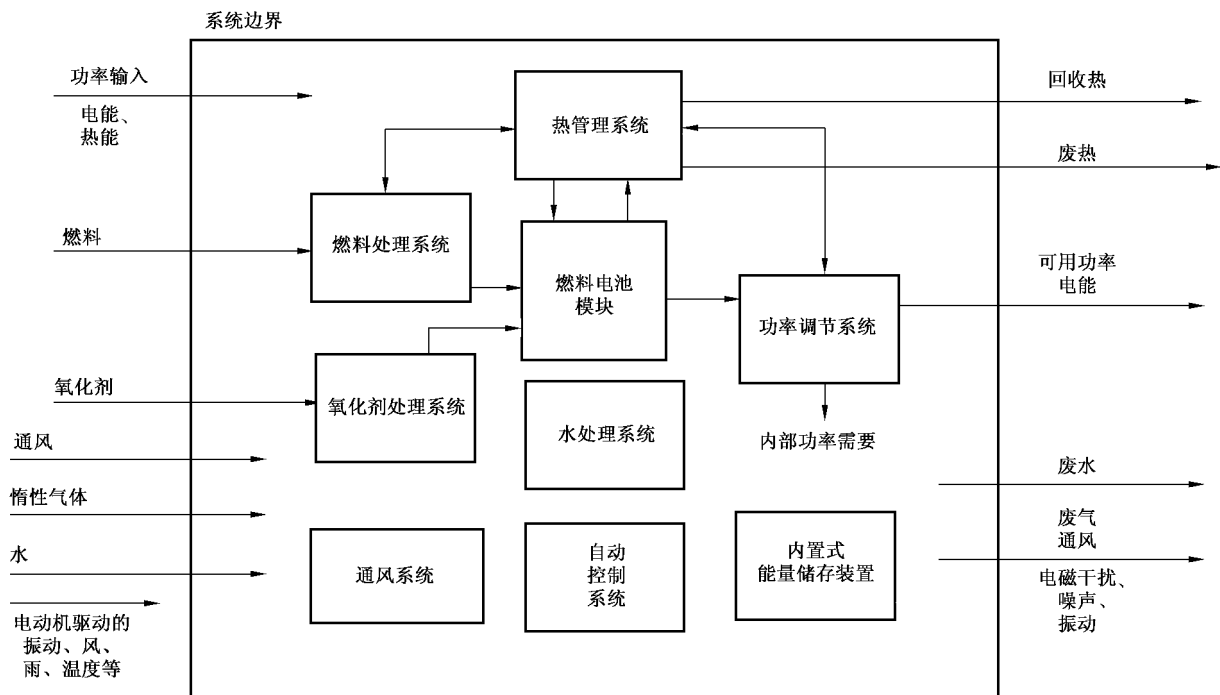 系统边界
功率输入
电能、
热能
燃料
氧化剂
通风
惰性气体
水
电动机驱动的
振动、风、
雨、温度等
热管理系统
燃料处理系统
燃料电池
模块
功率调节系统
氧化剂处理系统
水处理系统
内部功率需要
通风系统
自动
控制
系统
内置式
能量储存装置
回收热
废热
可用功率
电能
废水
废气
通风
电磁干扰、
噪声、
振动